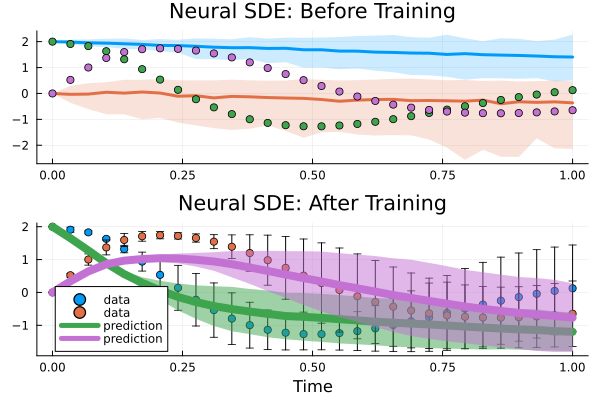 Neural SDE: Before Training
2
1
0
−1
−2
0.00 0.25 0.50 0.75 1.00
Neural SDE: After Training
2
1
0
−1
data
data
prediction
prediction
0.00 0.25 0.50 0.75 1.00
Time